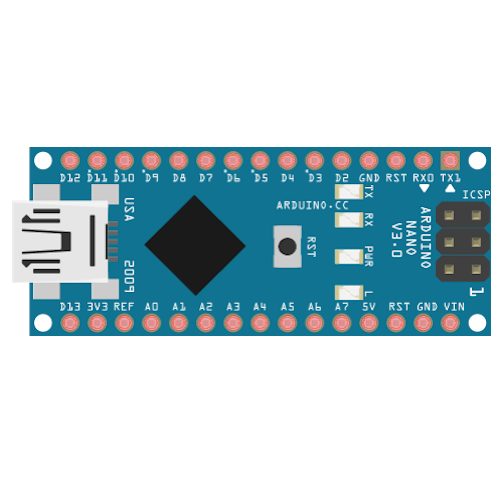 D12 D11 D10 D9 D8 D7 D6 D5 D4 D3 D2 GND RST RX0 TX1
ICSP
TX
RX
PWR
L
USA
2005
ARDUINO.CC
RST
ARDUINO
NANO
V3.0
1
D13 3V3 REF A0 A1 A2 A3 A4 A5 A6 A7 5V RST GND VIN